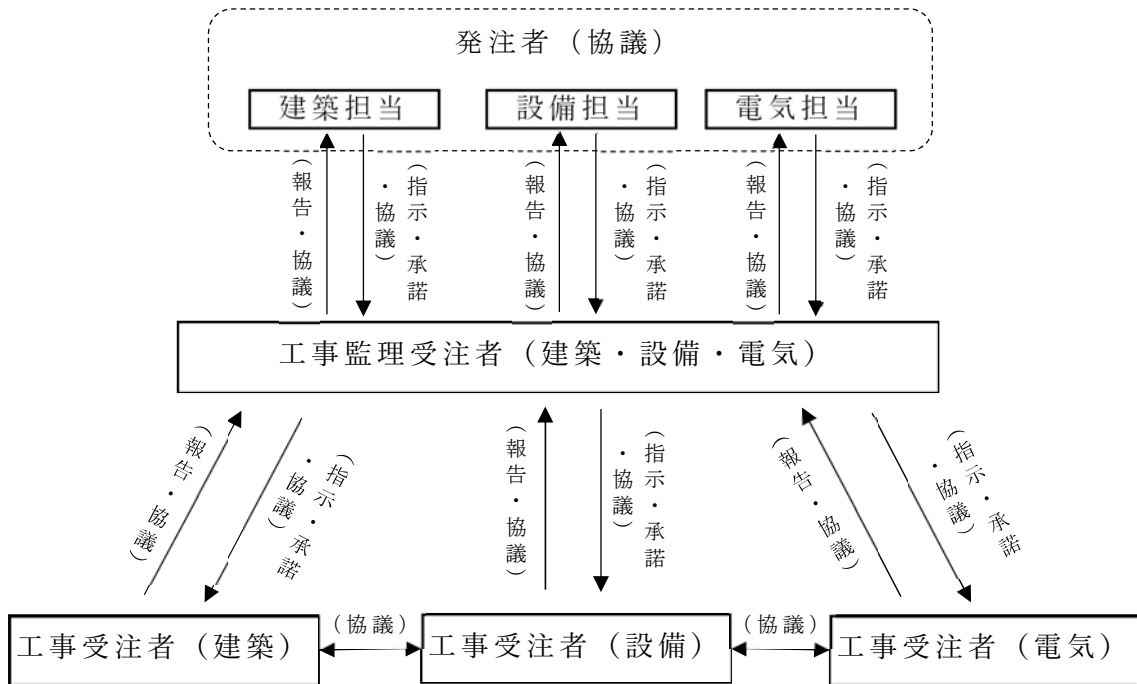 発注者（協議）
建築担当
設備担当
電気担当
（報告・協議）
（指示・承諾
・協議）
（報告・協議）
（指示・承諾
・協議）
（報告・協議）
（指示・承諾
・協議）
工事監理受注者（建築・設備・電気）
（報告・協議）
（指示・承諾
・協議）
（報告・協議）
（指示・承諾
・協議）
（報告・協議）
（指示・承諾
・協議）
工事受注者（建築）
（協議）
工事受注者（設備）
（協議）
工事受注者（電気）